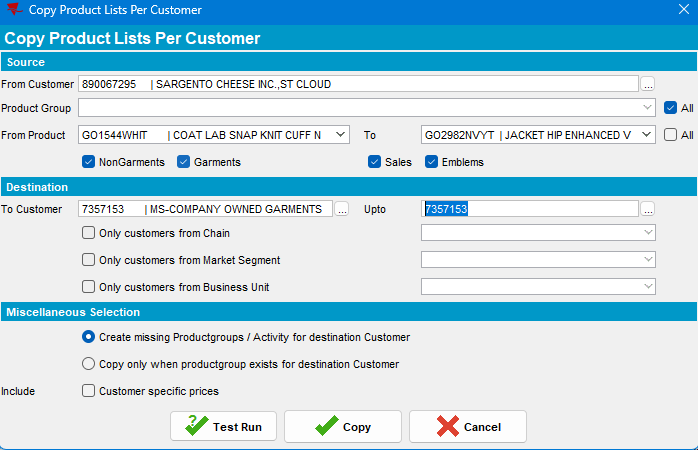 Copy Product Lists Per Customer
Copy Product Lists Per Customer
Source
From Customer 890067295 | SARGENTO CHEESE INC.,ST CLOUD ...
Product Group All
From Product GO1544WHIT | COAT LAB SNAP KNIT CUFF N To GO2982NVYT | JACKET HIP ENHANCED V All
NonGarments Garments Sales Emblems
Destination
To Customer 7357153 | MS-COMPANY OWNED GARMENTS ... Upto 7357153 ...
Only customers from Chain
Only customers from Market Segment
Only customers from Business Unit
Miscellaneous Selection
Create missing Productgroups / Activity for destination Customer
Copy only when productgroup exists for destination Customer
Include Customer specific prices
Test Run Copy Cancel